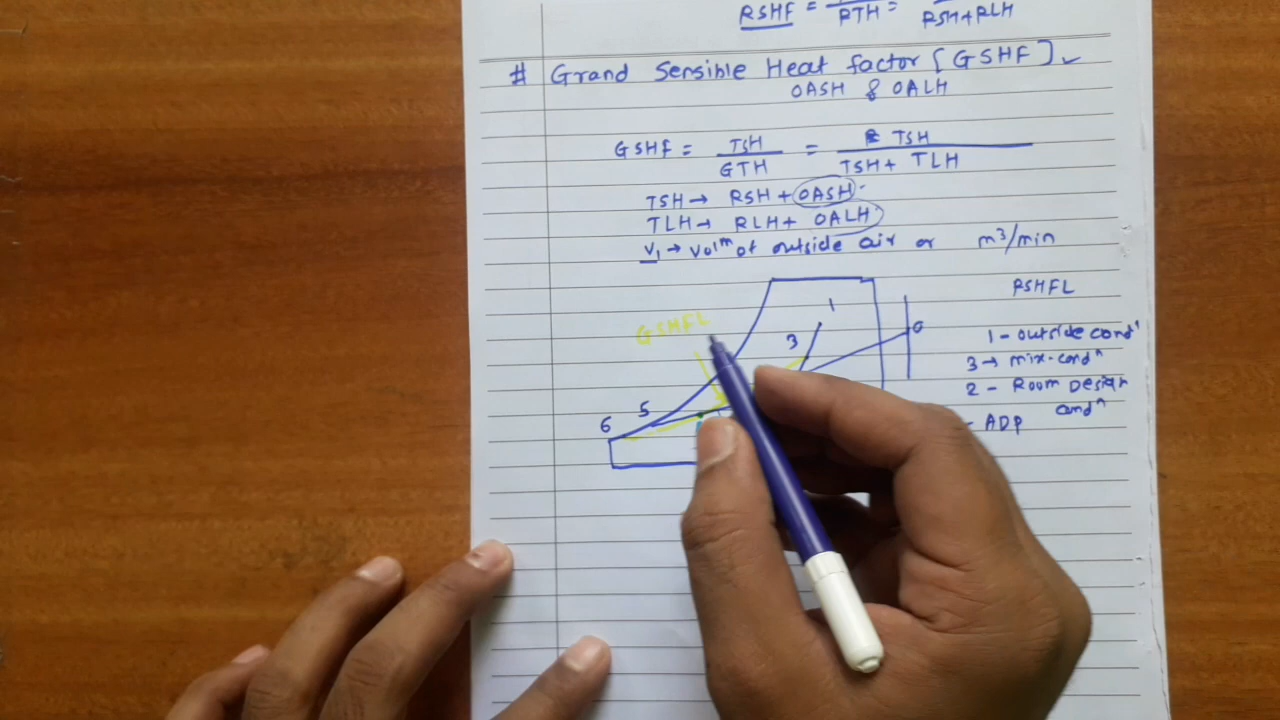 RSHF = RTH = RSH+RLH
# Grand Sensible Heat factor [GSHF] ✓
OASH & OALH
GSHF = TSH = TSH
GTH TSH+ TLH
TSH→ RSH + OASH
TLH→ RLH+ OALH
V₁ → volᵐ of outside air or m³/min
RSHFL
GSHFL
1
3
a
1 - outside condⁿ
3 → mix-condⁿ
2 - Room Design
condⁿ
5
6
- ADP